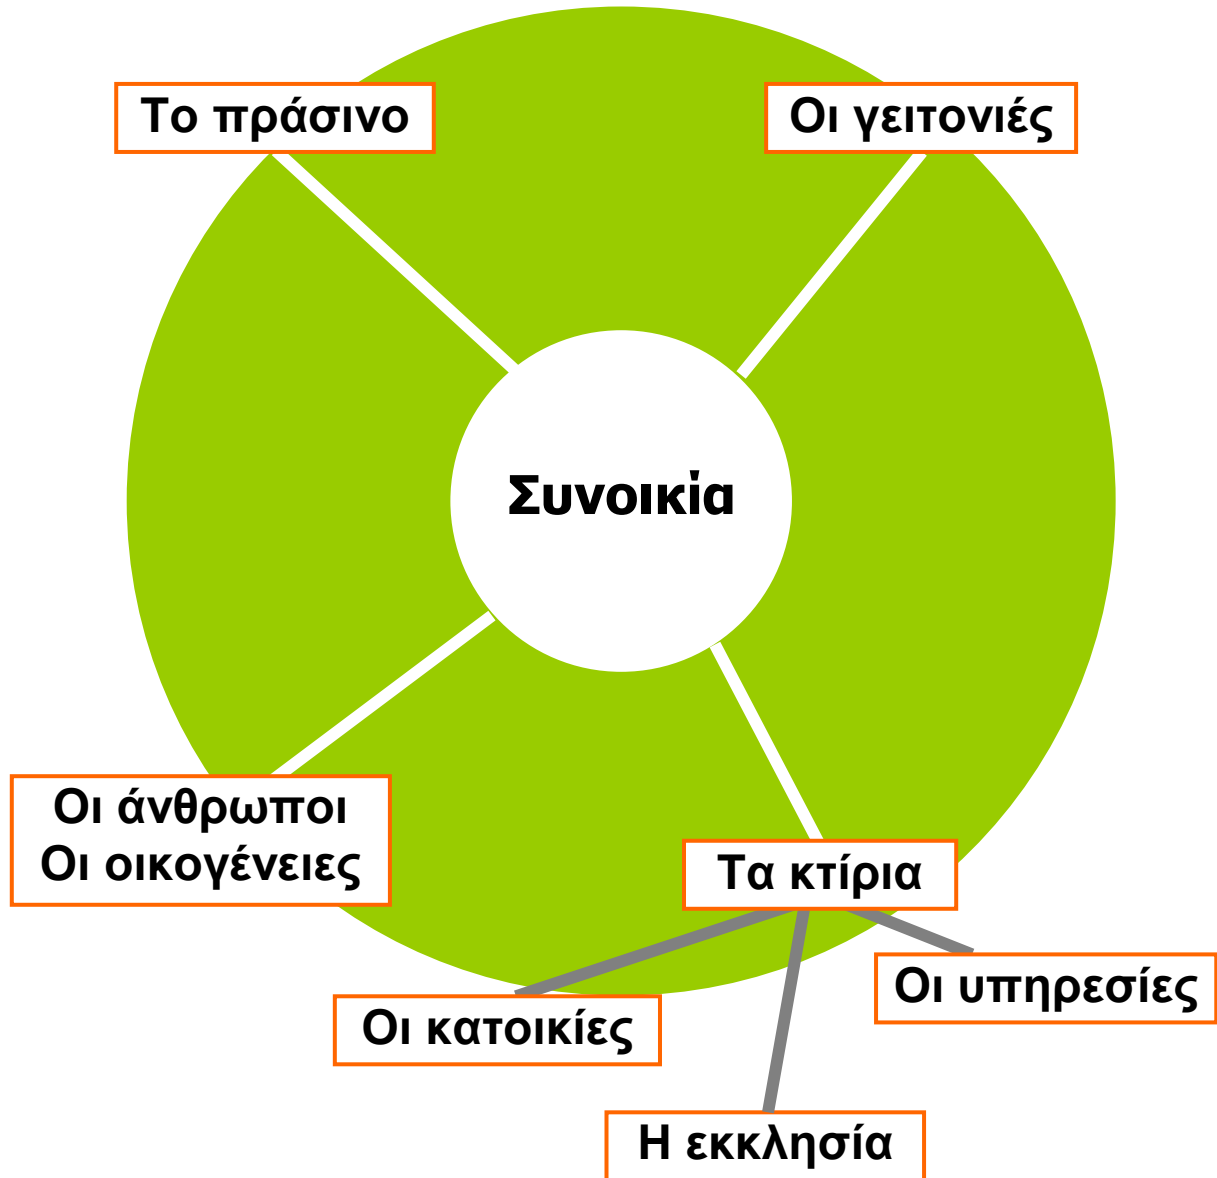 Το πράσινο
Οι γειτονιές
Συνοικία
Οι άνθρωποι
Οι οικογένειες
Τα κτίρια
Οι υπηρεσίες
Οι κατοικίες
Η εκκλησία